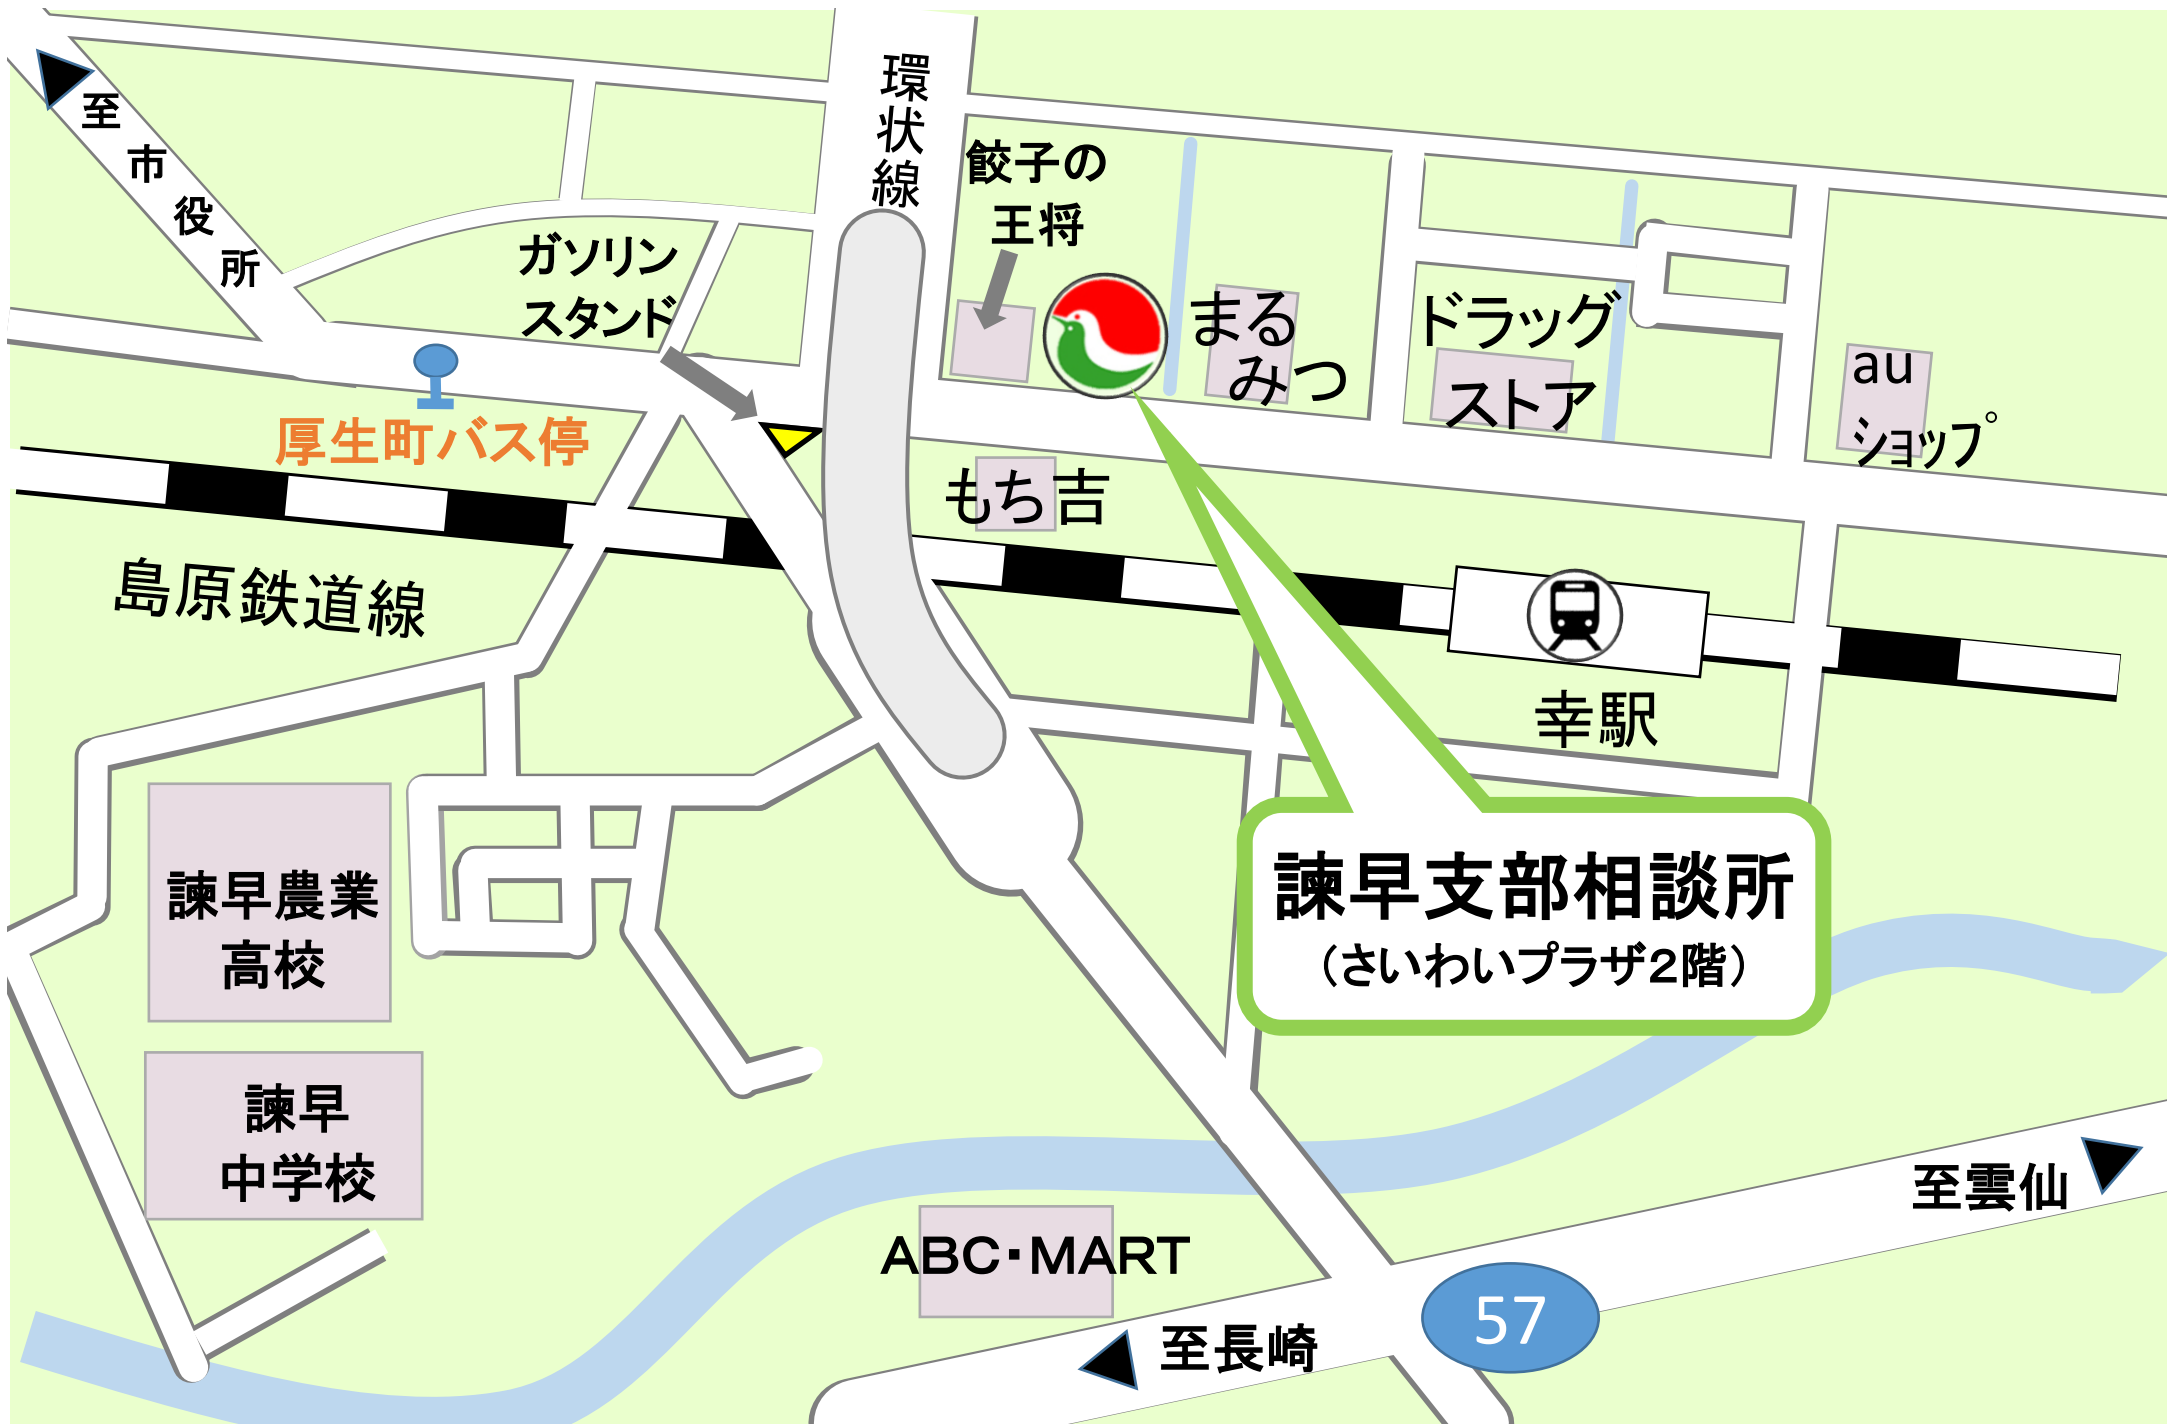 環状線
至市役所
餃子の
王将
ガソリン
スタンド
まる
みつ
ドラッグ
ストア
au
ショップ
厚生町バス停
もち吉
島原鉄道線
幸駅
諫早支部相談所
（さいわいプラザ２階）
諫早農業
高校
諫早
中学校
至雲仙
ABC・MART
57
至長崎